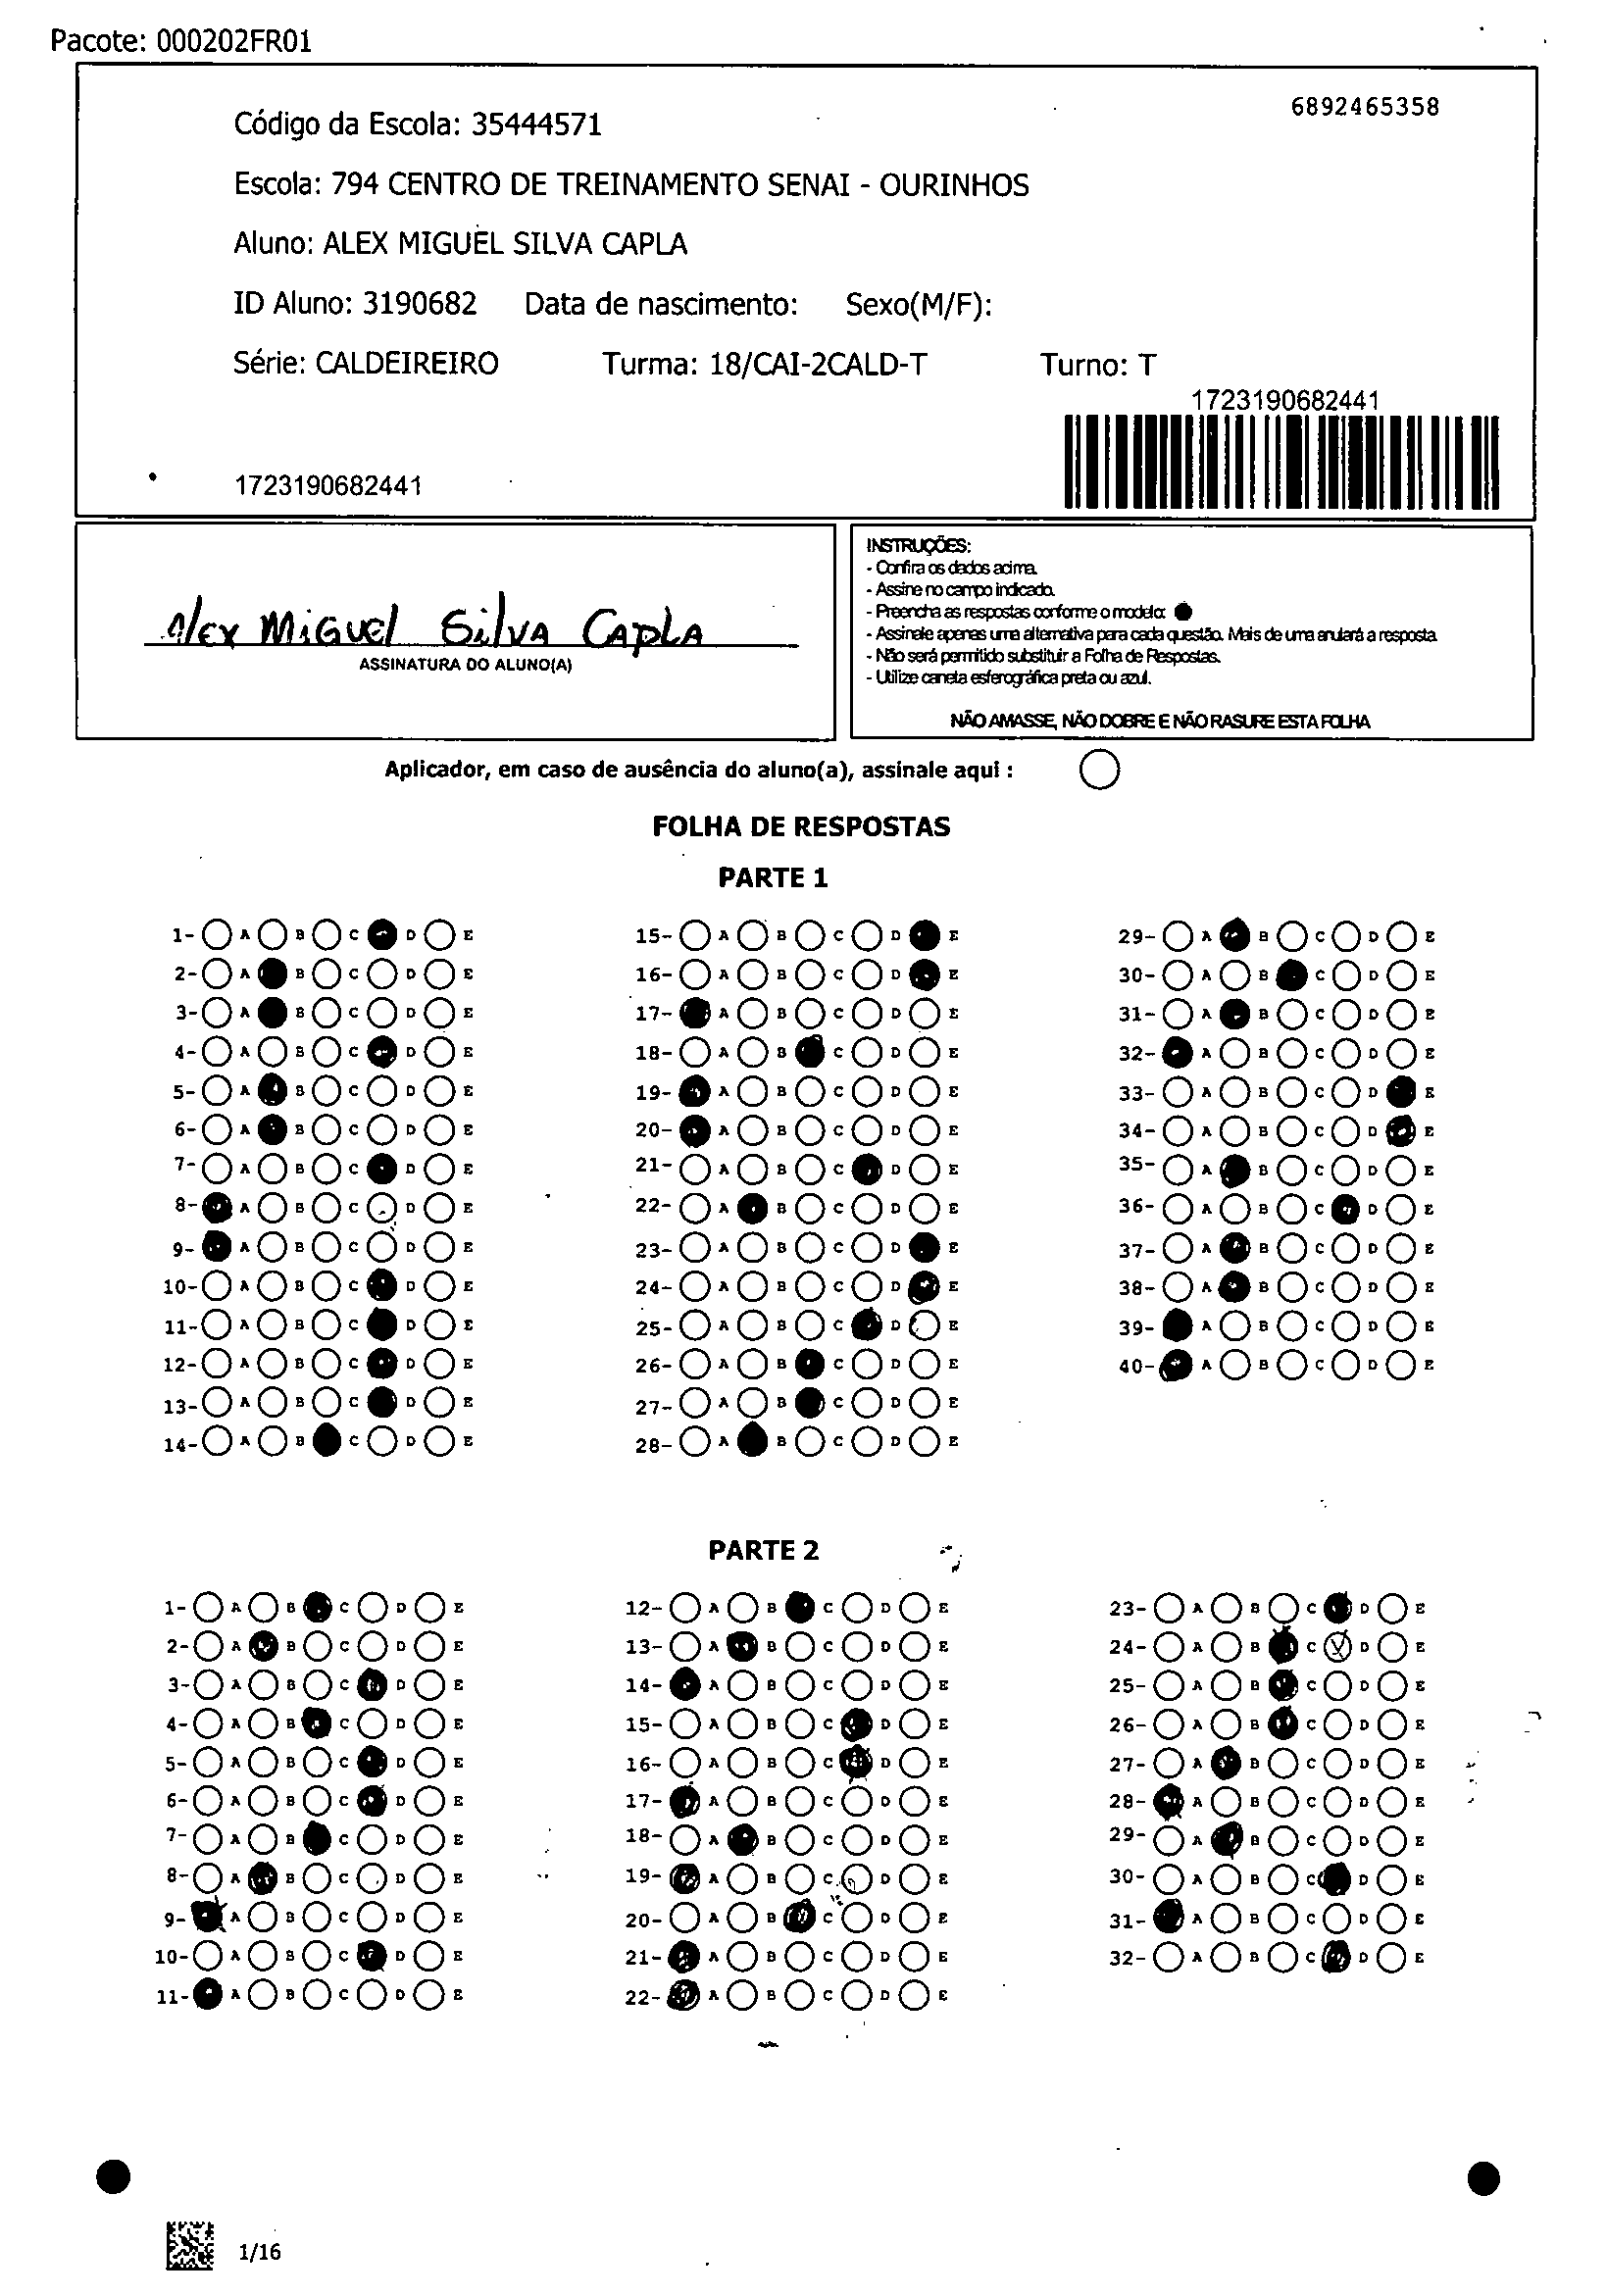 Pacote: 000202FR01
6892465358
Código da Escola: 35444571
Escola: 794 CENTRO DE TREINAMENTO SENAI - OURINHOS
Aluno: ALEX MIGUEL SILVA CAPLA
ID Aluno: 3190682 Data de nascimento: Sexo(M/F):
Série: CALDEIREIRO Turma: 18/CAI-2CALD-T Turno: T
1723190682441
1723190682441
Alex Miguel Silva Capla
ASSINATURA DO ALUNO(A)
INSTRUÇÕES:
- Confira os dados acima.
- Assine no campo indicado.
- Preencha as respostas conforme o modelo:
- Assinale apenas uma alternativa para cada questão. Mais de uma anulará a resposta.
- Não será permitido substituir a Folha de Respostas.
- Utilize caneta esferográfica preta ou azul.
NÃO AMASSE, NÃO DOBRE E NÃO RASURE ESTA FOLHA
Aplicador, em caso de ausência do aluno(a), assinale aqui :
FOLHA DE RESPOSTAS
PARTE 1
1- A B C D E 15- A B C D E 29- A B C D E
2- A B C D E 16- A B C D E 30- A B C D E
3- A B C D E 17- A B C D E 31- A B C D E
4- A B C D E 18- A B C D E 32- A B C D E
5- A B C D E 19- A B C D E 33- A B C D E
6- A B C D E 20- A B C D E 34- A B C D E
7- A B C D E 21- A B C D E 35- A B C D E
8- A B C D E 22- A B C D E 36- A B C D E
9- A B C D E 23- A B C D E 37- A B C D E
10- A B C D E 24- A B C D E 38- A B C D E
11- A B C D E 25- A B C D E 39- A B C D E
12- A B C D E 26- A B C D E 40- A B C D E
13- A B C D E 27- A B C D E
14- A B C D E 28- A B C D E
PARTE 2
1- A B C D E 12- A B C D E 23- A B C D E
2- A B C D E 13- A B C D E 24- A B C D E
3- A B C D E 14- A B C D E 25- A B C D E
4- A B C D E 15- A B C D E 26- A B C D E
5- A B C D E 16- A B C D E 27- A B C D E
6- A B C D E 17- A B C D E 28- A B C D E
7- A B C D E 18- A B C D E 29- A B C D E
8- A B C D E 19- A B C D E 30- A B C D E
9- A B C D E 20- A B C D E 31- A B C D E
10- A B C D E 21- A B C D E 32- A B C D E
11- A B C D E 22- A B C D E
1/16